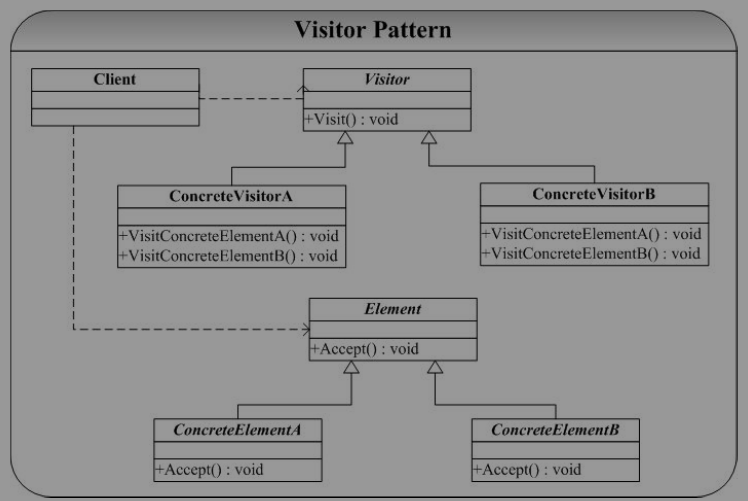 Visitor Pattern
Client
Visitor
+Visit() : void
ConcreteVisitorA
+VisitConcreteElementA() : void
+VisitConcreteElementB() : void
ConcreteVisitorB
+VisitConcreteElementA() : void
+VisitConcreteElementB() : void
Element
+Accept() : void
ConcreteElementA
+Accept() : void
ConcreteElementB
+Accept() : void